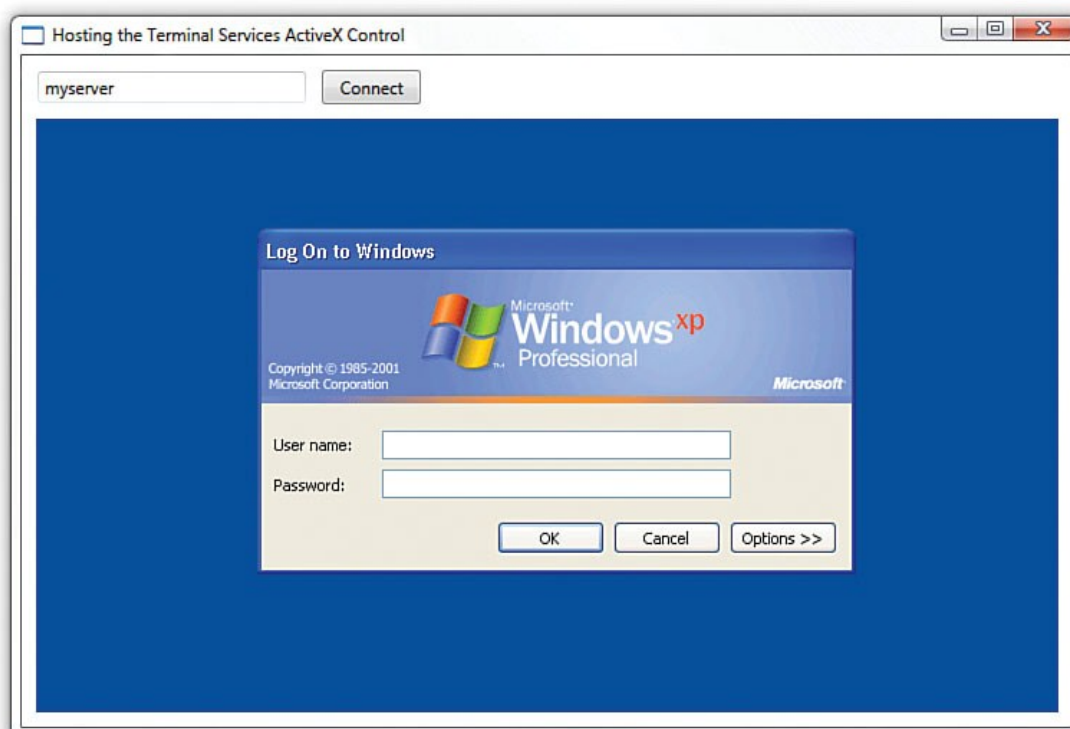 Hosting the Terminal Services ActiveX Control
myserver
Connect
Log On to Windows
Microsoft®
Windows xp
Professional
TM
Copyright © 1985-2001
Microsoft Corporation
Microsoft®
User name:
Password:
OK
Cancel
Options >>